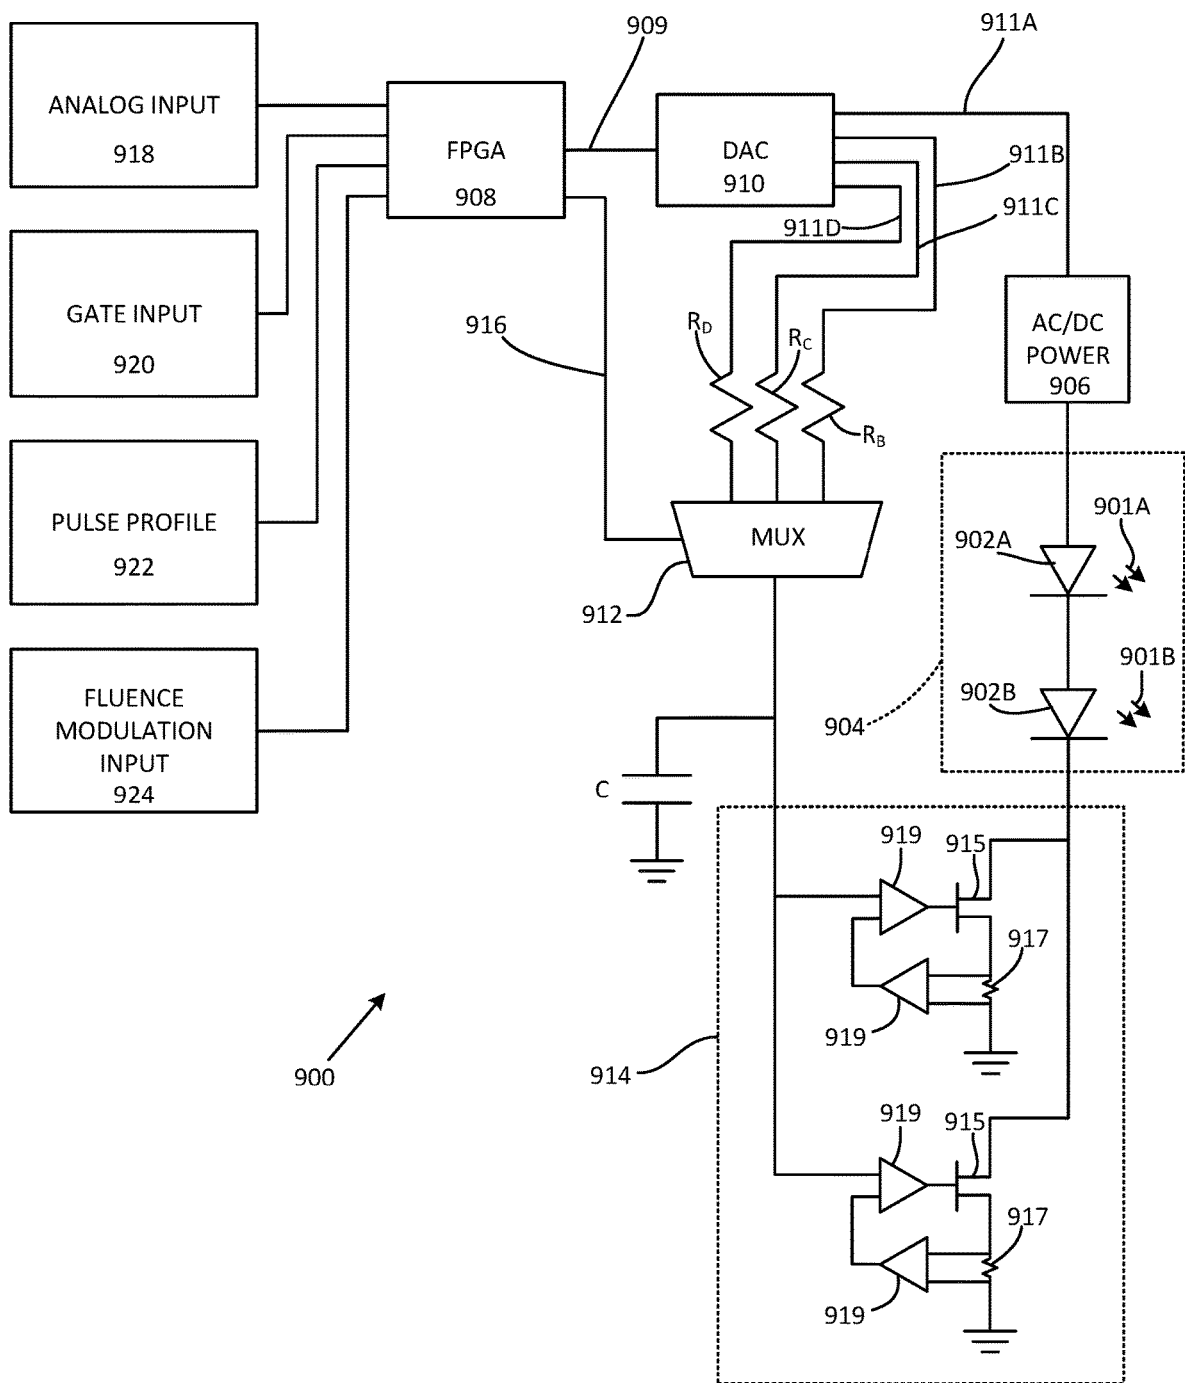 909
911A
ANALOG INPUT
918
FPGA
908
DAC
910
911B
911C
911D
GATE INPUT
920
916
R_D
R_C
R_B
AC/DC
POWER
906
PULSE PROFILE
922
MUX
912
901A
902A
901B
902B
904
FLUENCE
MODULATION
INPUT
924
C
919
915
917
919
914
900
919
915
917
919